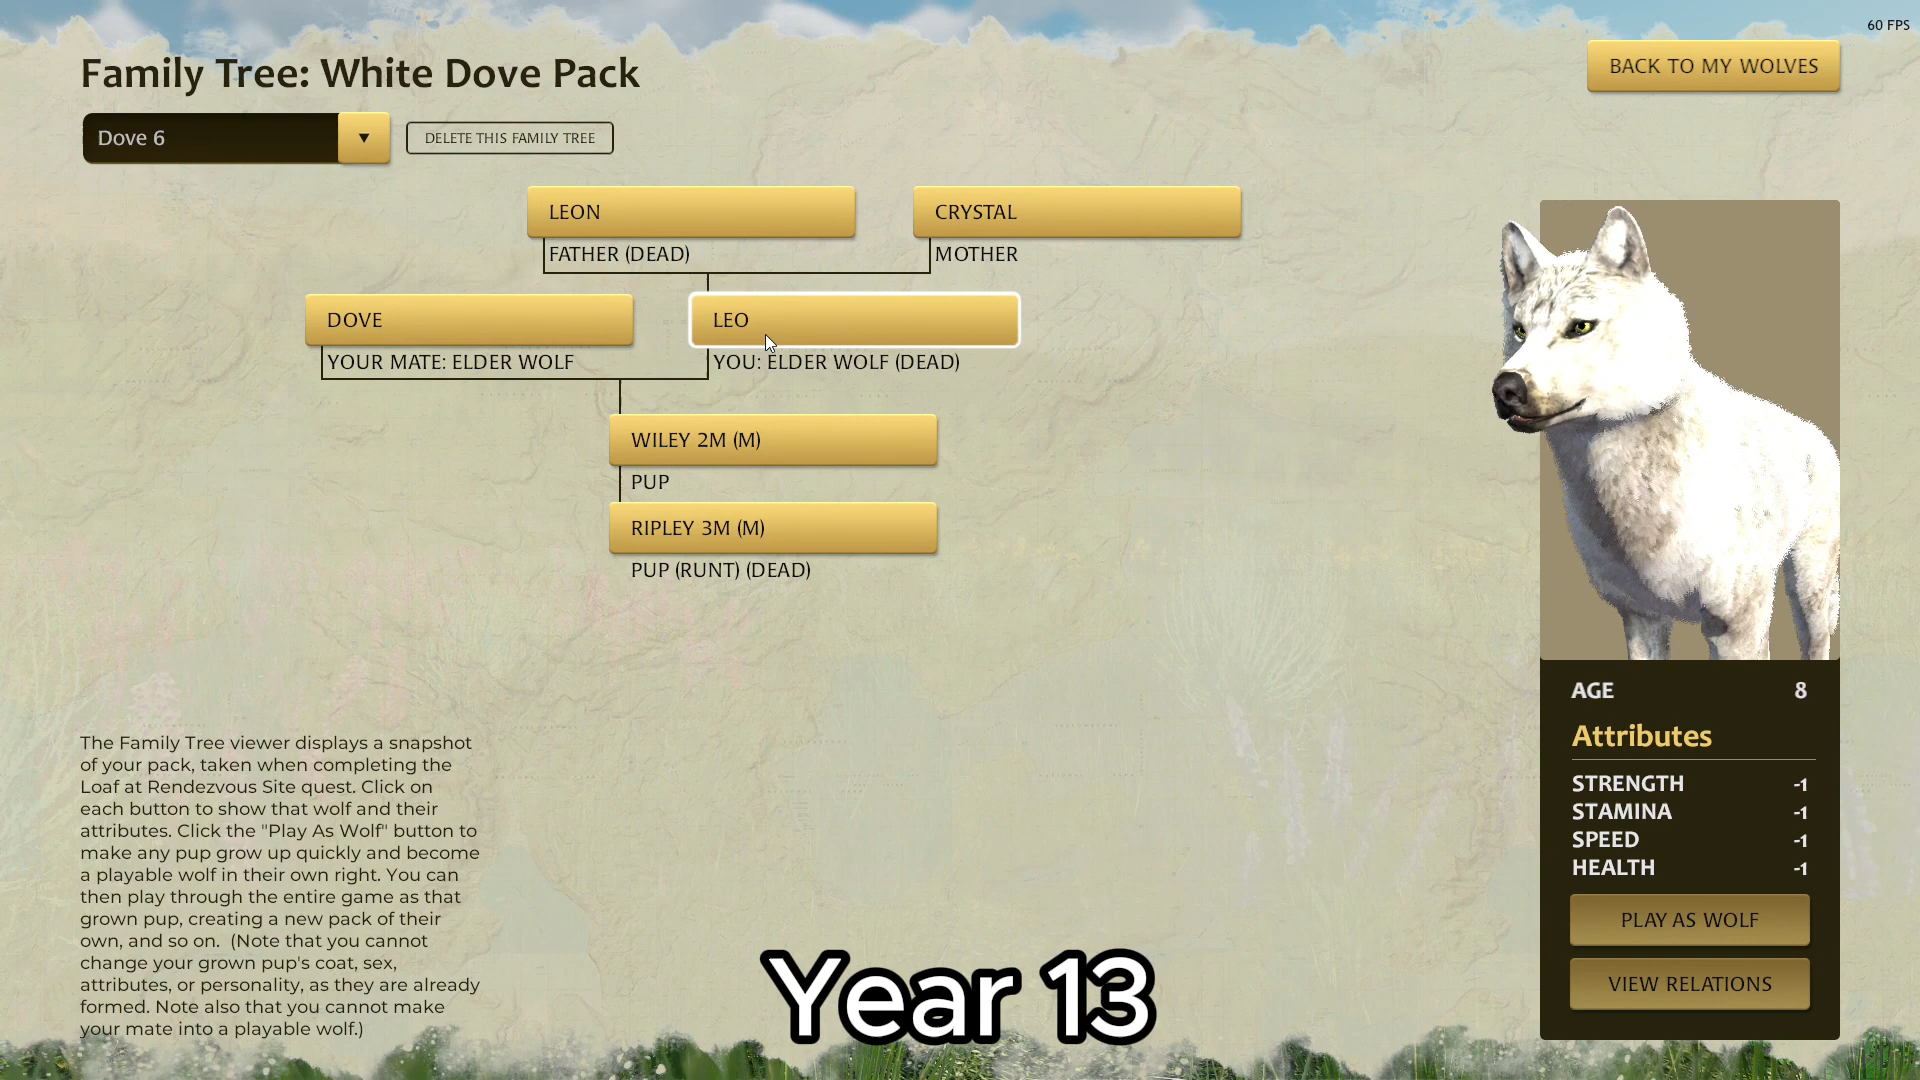 60 FPS
Family Tree: White Dove Pack
BACK TO MY WOLVES
Dove 6
DELETE THIS FAMILY TREE
LEON
CRYSTAL
FATHER (DEAD)
MOTHER
DOVE
LEO
YOUR MATE: ELDER WOLF
YOU: ELDER WOLF (DEAD)
WILEY 2M (M)
PUP
RIPLEY 3M (M)
PUP (RUNT) (DEAD)
The Family Tree viewer displays a snapshot
of your pack, taken when completing the
Loaf at Rendezvous Site quest. Click on
each button to show that wolf and their
attributes. Click the "Play As Wolf" button to
make any pup grow up quickly and become
a playable wolf in their own right. You can
then play through the entire game as that
grown pup, creating a new pack of their
own, and so on.  (Note that you cannot
change your grown pup's coat, sex,
attributes, or personality, as they are already
formed. Note also that you cannot make
your mate into a playable wolf.)
AGE 8
Attributes
STRENGTH -1
STAMINA -1
SPEED -1
HEALTH -1
PLAY AS WOLF
VIEW RELATIONS
Year 13